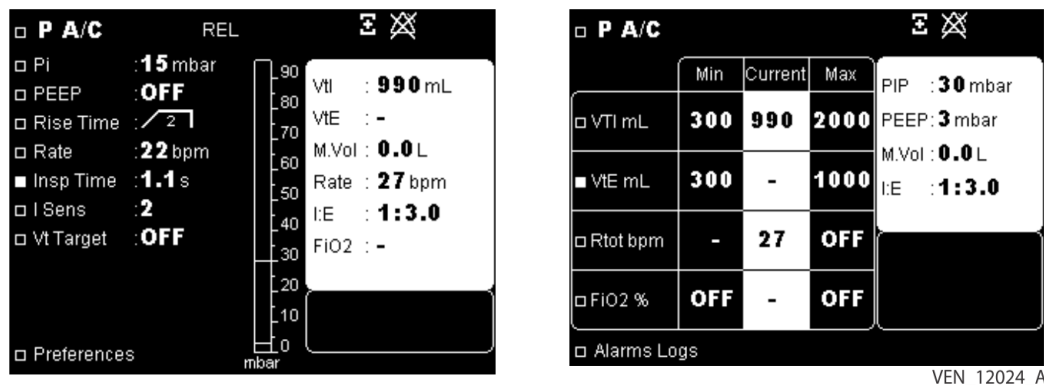 P A/C REL
Pi :15 mbar
PEEP :OFF
Rise Time : 2
Rate :22 bpm
Insp Time :1.1 s
I Sens :2
Vt Target :OFF
Preferences
90
80
70
60
50
40
30
20
10
0
mbar
VtI : 990 mL
VtE : -
M.Vol : 0.0 L
Rate : 27 bpm
I:E : 1:3.0
FiO2 : -
P A/C
Min Current Max
VTI mL 300 990 2000
VtE mL 300 - 1000
Rtot bpm - 27 OFF
FiO2 % OFF - OFF
Alarms Logs
PIP : 30 mbar
PEEP: 3 mbar
M.Vol : 0.0 L
I:E : 1:3.0
VEN 12024 A